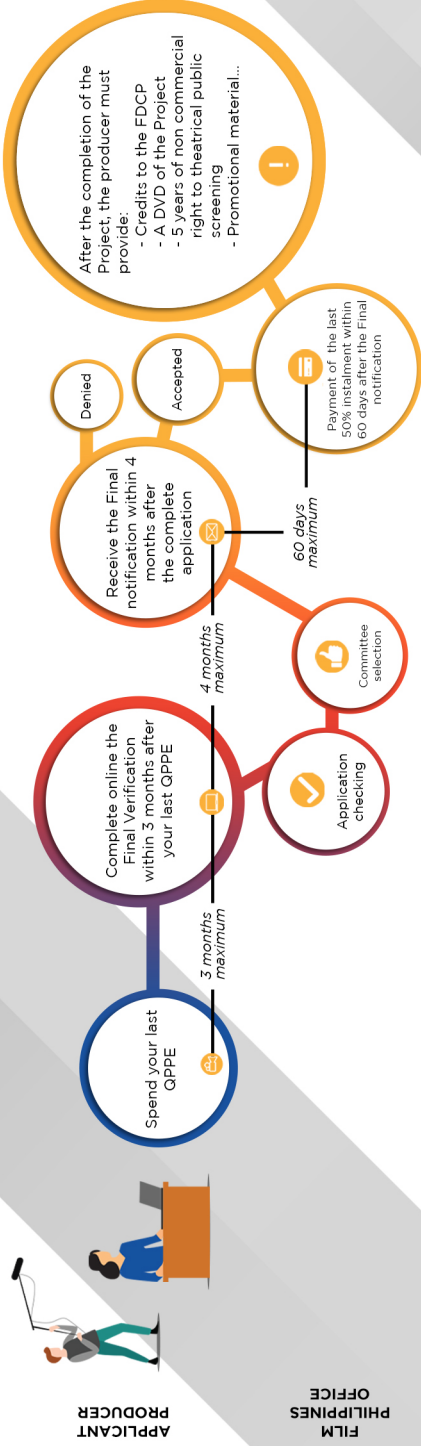 APPLICANT
PRODUCER
FILM
PHILIPPINES
OFFICE
Spend your last
QPPE
3 months
maximum
Complete online the
Final Verification
within 3 months after
your last QPPE
Application
checking
Committee
selection
4 months
maximum
Receive the Final
notification within 4
months after
the complete
application
Denied
Accepted
60 days
maximum
Payment of the last
50% instalment within
60 days after the Final
notification
After the completion of the
Project, the producer must
provide:
- Credits to the FDCP
- A DVD of the Project
- 5 years of non commercial
right to theatrical public
screening
- Promotional material...
i